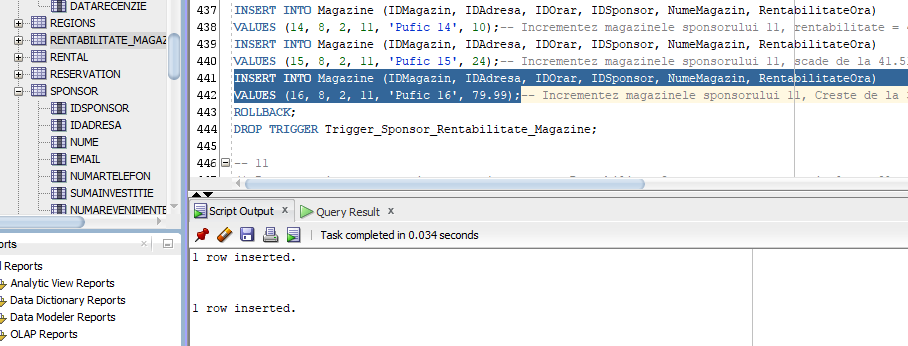 DATARECENZIE
REGIONS
RENTABILITATE_MAGAZ
RENTAL
RESERVATION
SPONSOR
IDSPONSOR
IDADRESA
NUME
EMAIL
NUMARTELEFON
SUMAINVESTITIE
NUMAREVENIMENTE
orts
l Reports
Analytic View Reports
Data Dictionary Reports
Data Modeler Reports
OLAP Reports
437 INSERT INTO Magazine (IDMagazin, IDAdresa, IDOrar, IDSponsor, NumeMagazin, RentabilitateOra)
438 VALUES (14, 8, 2, 11, 'Pufic 14', 10);-- Incrementez magazinele sponsorului 11, rentabilitate =
439 INSERT INTO Magazine (IDMagazin, IDAdresa, IDOrar, IDSponsor, NumeMagazin, RentabilitateOra)
440 VALUES (15, 8, 2, 11, 'Pufic 15', 24);-- Incrementez magazinele sponsorului 11, scade de la 41.5
441 INSERT INTO Magazine (IDMagazin, IDAdresa, IDOrar, IDSponsor, NumeMagazin, RentabilitateOra)
442 VALUES (16, 8, 2, 11, 'Pufic 16', 79.99);-- Incrementez magazinele sponsorului 11, Creste de la
443 ROLLBACK;
444 DROP TRIGGER Trigger_Sponsor_Rentabilitate_Magazine;
445
446 -- 11
Script Output x Query Result x
Task completed in 0.034 seconds
1 row inserted.
1 row inserted.